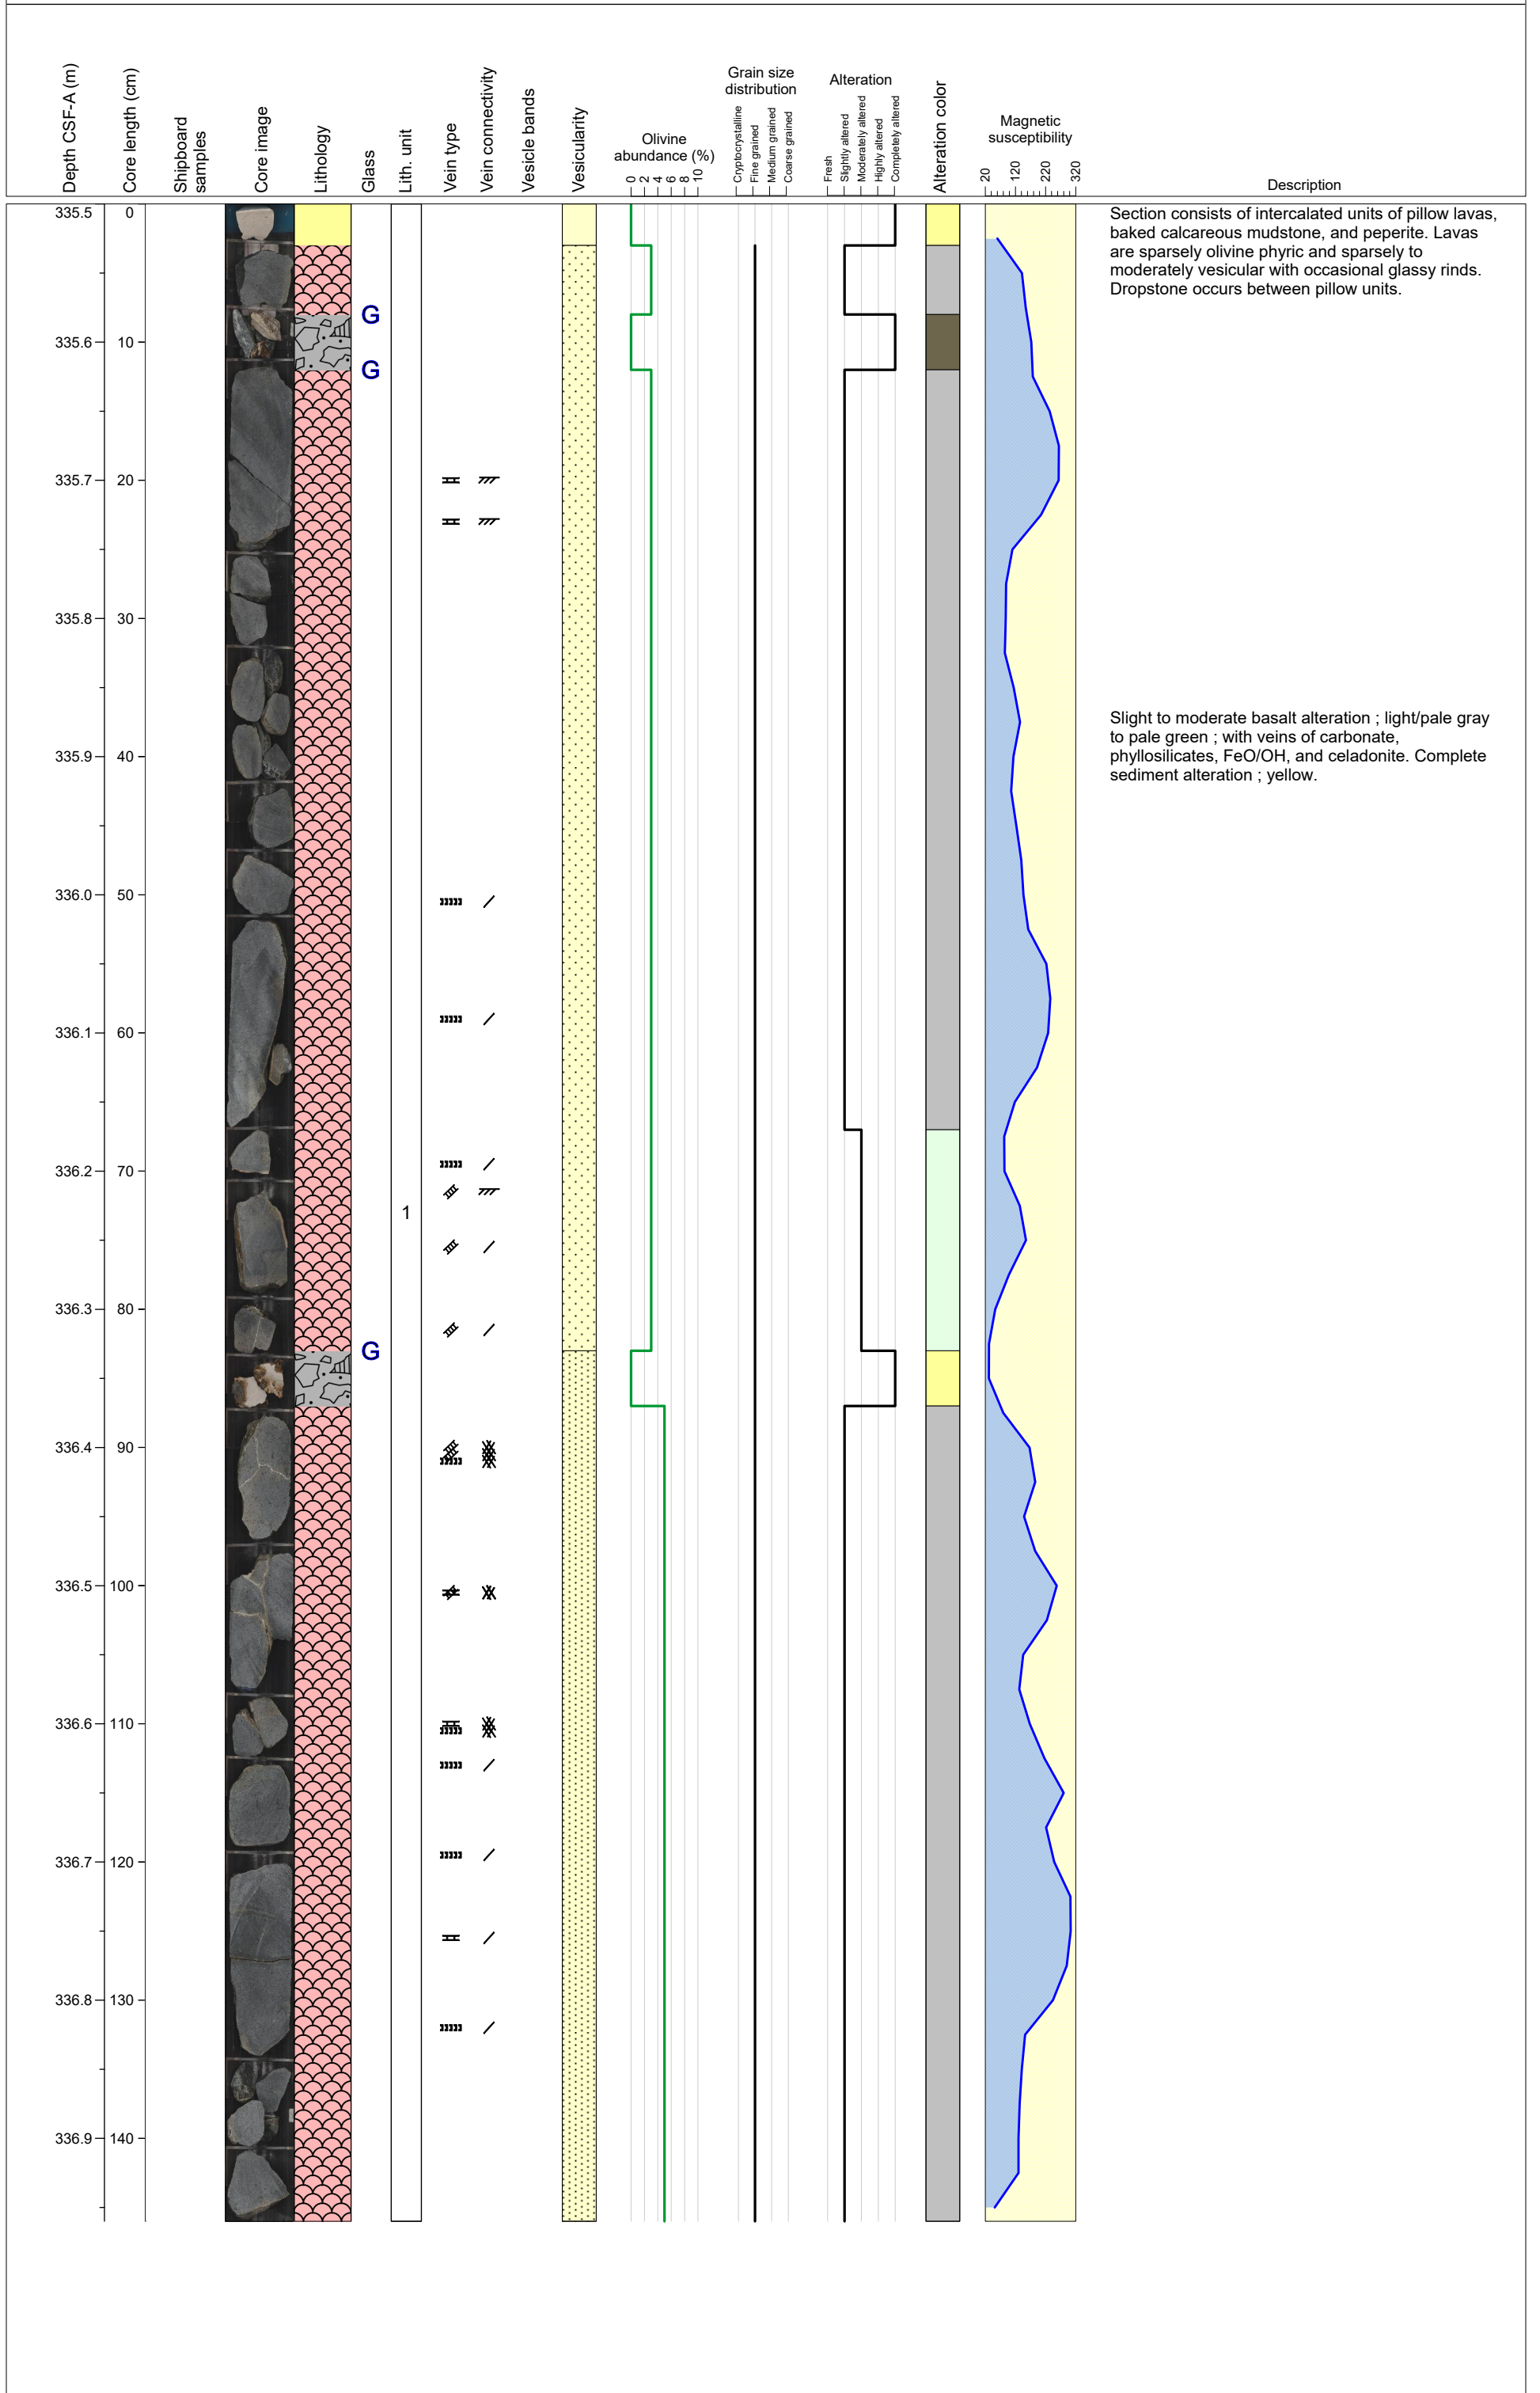 Depth CSF-A (m)
Core length (cm)
Shipboard
samples
Core image
Lithology
Glass
Lith. unit
Vein type
Vein connectivity
Vesicle bands
Vesicularity
Olivine
abundance (%)
0 2 4 6 8 10
Grain size
distribution
Cryptocrystalline
Fine grained
Medium grained
Coarse grained
Alteration
Fresh
Slightly altered
Moderately altered
Highly altered
Completely altered
Alteration color
Magnetic
susceptibility
20 120 220 320
Description
335.5 0
Section consists of intercalated units of pillow lavas,
baked calcareous mudstone, and peperite. Lavas
are sparsely olivine phyric and sparsely to
moderately vesicular with occasional glassy rinds.
Dropstone occurs between pillow units.
G
335.6 10
G
335.7 20
335.8 30
Slight to moderate basalt alteration ; light/pale gray
to pale green ; with veins of carbonate,
phyllosilicates, FeO/OH, and celadonite. Complete
sediment alteration ; yellow.
335.9 40
336.0 50
336.1 60
336.2 70
1
336.3 80
G
336.4 90
336.5 100
336.6 110
336.7 120
336.8 130
336.9 140